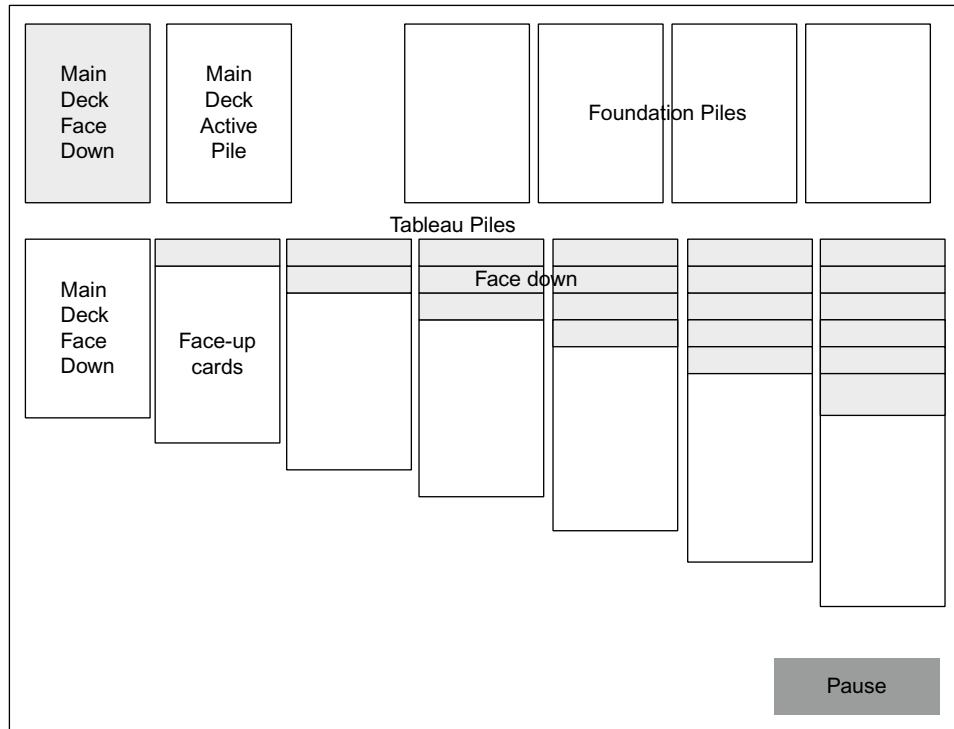 Main
Deck
Face
Down
Main
Deck
Active
Pile
Foundation Piles
Tableau Piles
Main
Deck
Face
Down
Face-up
cards
Face down
Pause